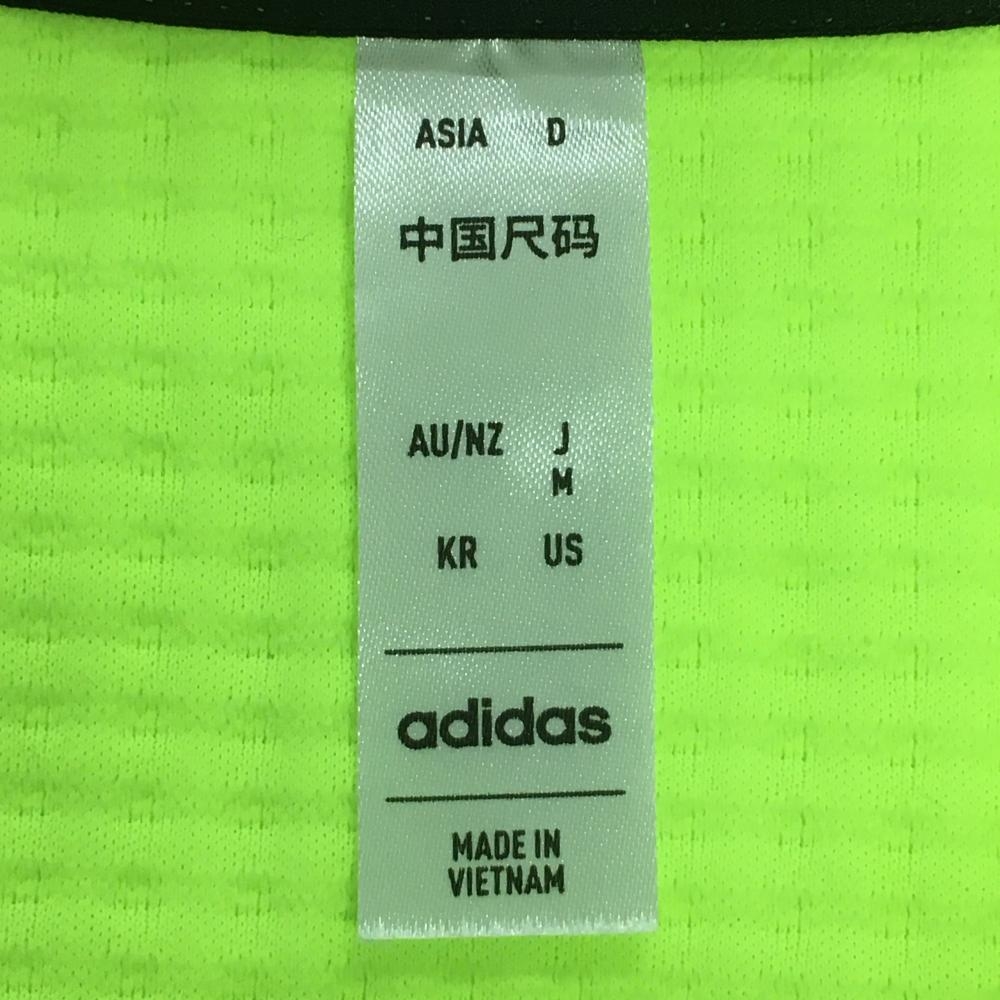 ASIA D
中国尺码
AU/NZ J
M
KR US
adidas
MADE IN
VIETNAM